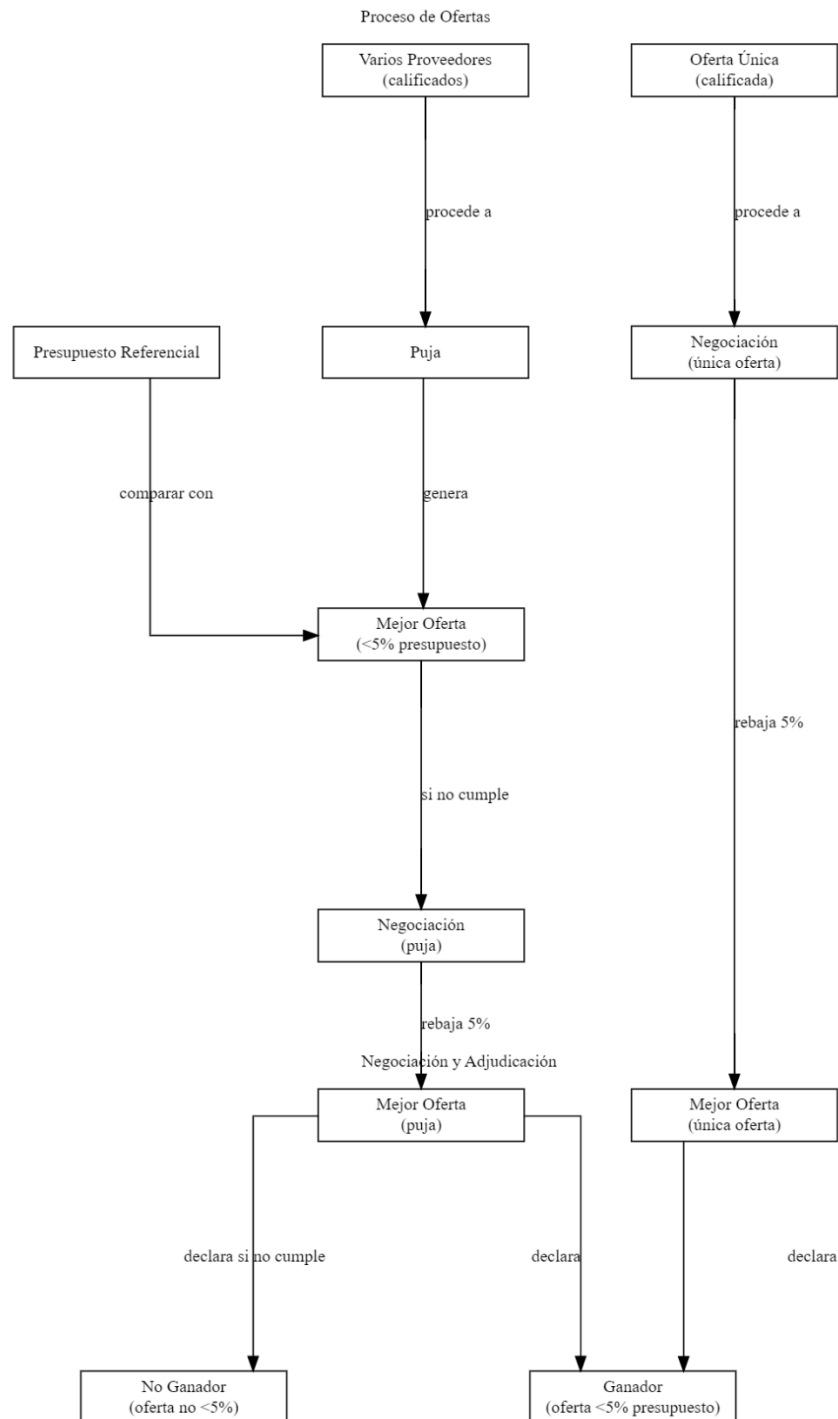 Proceso de Ofertas
Varios Proveedores
(calificados)
Oferta Única
(calificada)
procede a
procede a
Presupuesto Referencial
Puja
Negociación
(única oferta)
comparar con
genera
Mejor Oferta
(<5% presupuesto)
rebaja 5%
si no cumple
Negociación
(puja)
rebaja 5%
Negociación y Adjudicación
Mejor Oferta
(puja)
Mejor Oferta
(única oferta)
declara si no cumple
declara
declara
No Ganador
(oferta no <5%)
Ganador
(oferta <5% presupuesto)